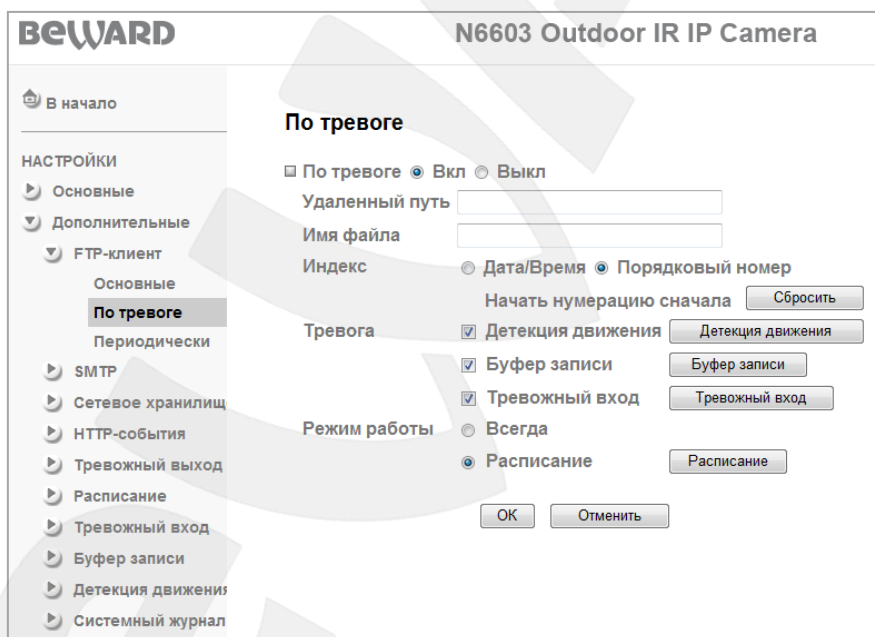 BEWARD
N6603 Outdoor IR IP Camera
В начало
НАСТРОЙКИ
Основные
Дополнительные
FTP-клиент
Основные
По тревоге
Периодически
SMTP
Сетевое хранилищ
HTTP-события
Тревожный выход
Расписание
Тревожный вход
Буфер записи
Детекция движения
Системный журнал
По тревоге
По тревоге Вкл Выкл
Удаленный путь
Имя файла
Индекс Дата/Время Порядковый номер
Начать нумерацию сначала Сбросить
Тревога Детекция движения Детекция движения
Буфер записи Буфер записи
Тревожный вход Тревожный вход
Режим работы Всегда
Расписание Расписание
OK Отменить